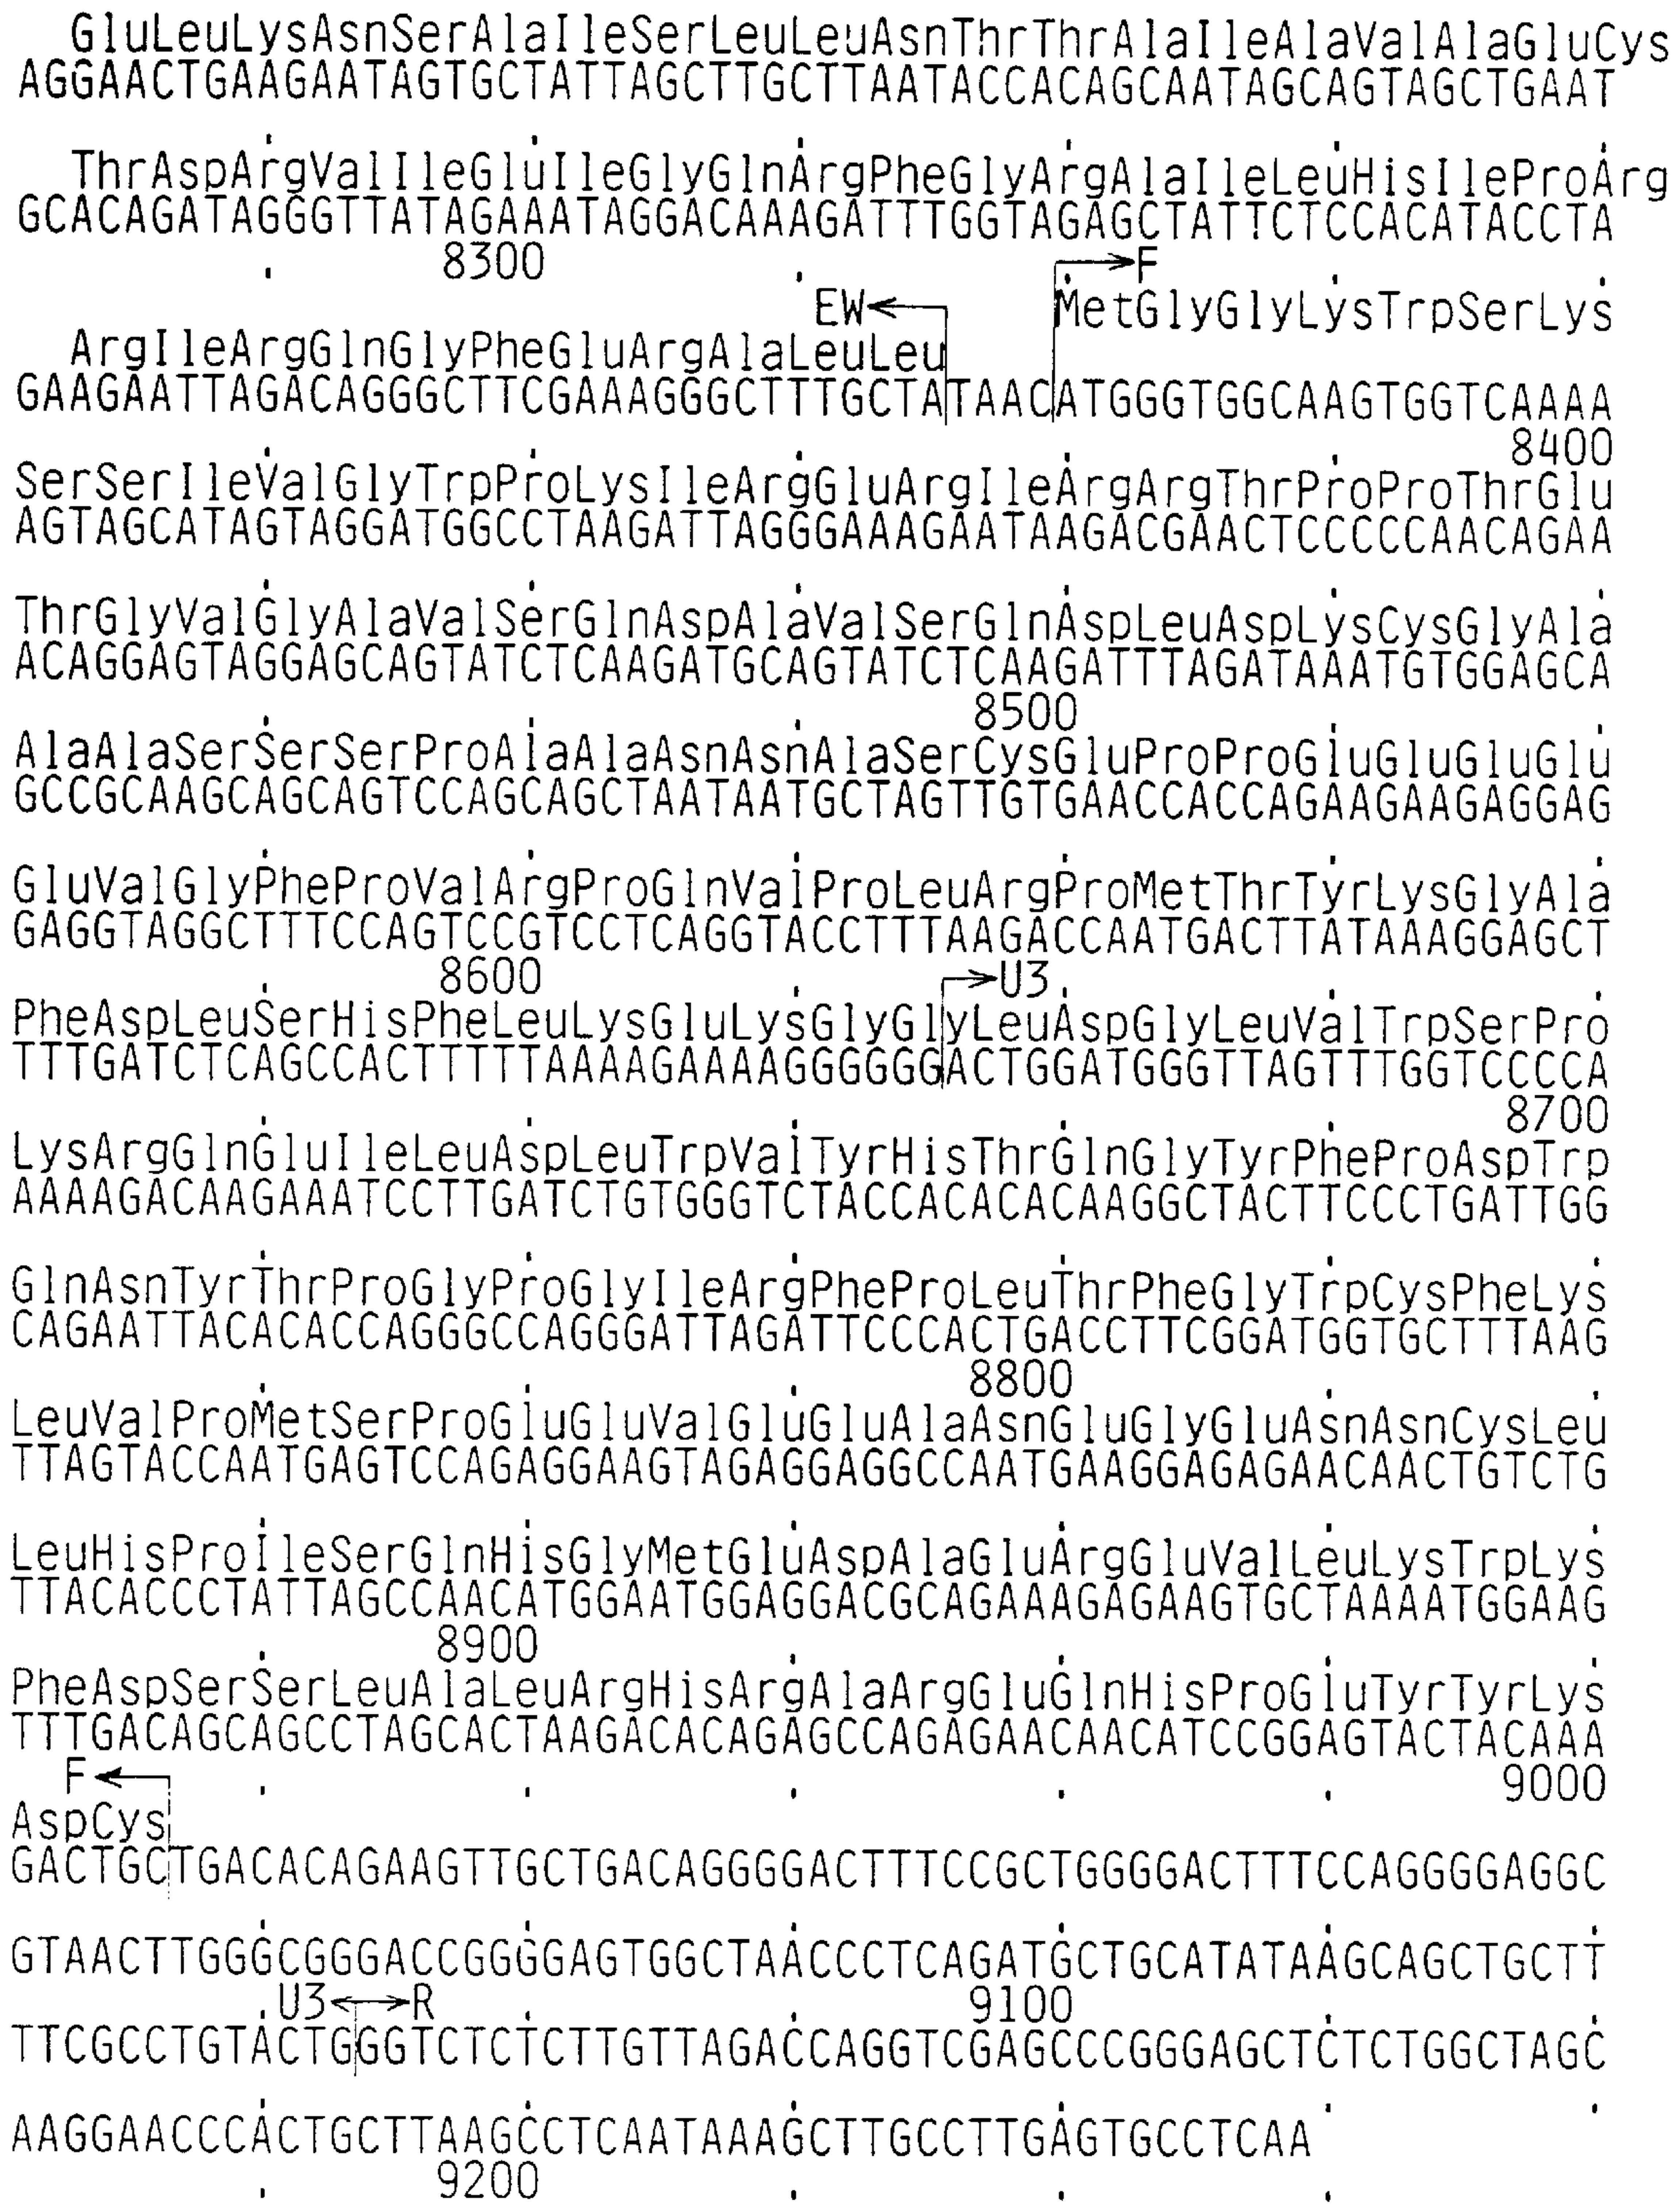 GluLeuLysAsnSerAlaIleSerLeuLeuAsnThrThrAlaIleAlaValAlaGluCys
AGGAACTGAAGAATAGTGCTATTAGCTTGCTTAATACCACAGCAATAGCAGTAGCTGAAT
ThrAspArgValIleGluIleGlyGlnArgPheGlyArgAlaIleLeuHisIleProArg
GCACAGATAGGGTTATAGAAATAGGACAAAGATTTGGTAGAGCTATTCTCCACATACCTA
8300
F
EW
MetGlyGlyLysTrpSerLys
ArgIleArgGlnGlyPheGluArgAlaLeuLeu
GAAGAATTAGACAGGGCTTCGAAAGGGCTTTGCTATAACATGGGTGGCAAGTGGTCAAAA
8400
SerSerIleValGlyTrpProLysIleArgGluArgIleArgArgThrProProThrGlu
AGTAGCATAGTAGGATGGCCTAAGATTAGGGAAAGAATAAGACGAACTCCCCCAACAGAA
ThrGlyValGlyAlaValSerGlnAspAlaValSerGlnAspLeuAspLysCysGlyAla
ACAGGAGTAGGAGCAGTATCTCAAGATGCAGTATCTCAAGATTTAGATAAATGTGGAGCA
8500
AlaAlaSerSerSerProAlaAlaAsnAsnAlaSerCysGluProProGluGluGluGlu
GCCGCAAGCAGCAGTCCAGCAGCTAATAATGCTAGTTGTGAACCACCAGAAGAAGAGGAG
GluValGlyPheProValArgProGlnValProLeuArgProMetThrTyrLysGlyAla
GAGGTAGGCTTTCCAGTCCGTCCTCAGGTACCTTTAAGACCAATGACTTATAAAGGAGCT
8600
U3
PheAspLeuSerHisPheLeuLysGluLysGlyGlyLeuAspGlyLeuValTrpSerPro
TTTGATCTCAGCCACTTTTTAAAAGAAAAGGGGGGACTGGATGGGTTAGTTTGGTCCCCA
8700
LysArgGlnGluIleLeuAspLeuTrpValTyrHisThrGlnGlyTyrPheProAspTrp
AAAAGACAAGAAATCCTTGATCTGTGGGTCTACCACACACAAGGCTACTTCCCTGATTGG
GlnAsnTyrThrProGlyProGlyIleArgPheProLeuThrPheGlyTrpCysPheLys
CAGAATTACACACCAGGGCCAGGGATTAGATTCCCACTGACCTTCGGATGGTGCTTTAAG
8800
LeuValProMetSerProGluGluValGluGluAlaAsnGluGlyGluAsnAsnCysLeu
TTAGTACCAATGAGTCCAGAGGAAGTAGAGGAGGCCAATGAAGGAGAGAACAACTGTCTG
LeuHisProIleSerGlnHisGlyMetGluAspAlaGluArgGluValLeuLysTrpLys
TTACACCCTATTAGCCAACATGGAATGGAGGACGCAGAAAGAGAAGTGCTAAAATGGAAG
8900
PheAspSerSerLeuAlaLeuArgHisArgAlaArgGluGlnHisProGluTyrTyrLys
TTTGACAGCAGCCTAGCACTAAGACACAGAGCCAGAGAACAACATCCGGAGTACTACAAA
F
9000
AspCys
GACTGCTGACACAGAAGTTGCTGACAGGGGACTTTCCGCTGGGGACTTTCCAGGGGAGGC
GTAACTTGGGCGGGACCGGGGAGTGGCTAACCCTCAGATGCTGCATATAAGCAGCTGCTT
U3 R 9100
TTCGCCTGTACTGGGTCTCTCTTGTTAGACCAGGTCGAGCCCGGGAGCTCTCTGGCTAGC
AAGGAACCCACTGCTTAAGCCTCAATAAAGCTTGCCTTGAGTGCCTCAA
9200